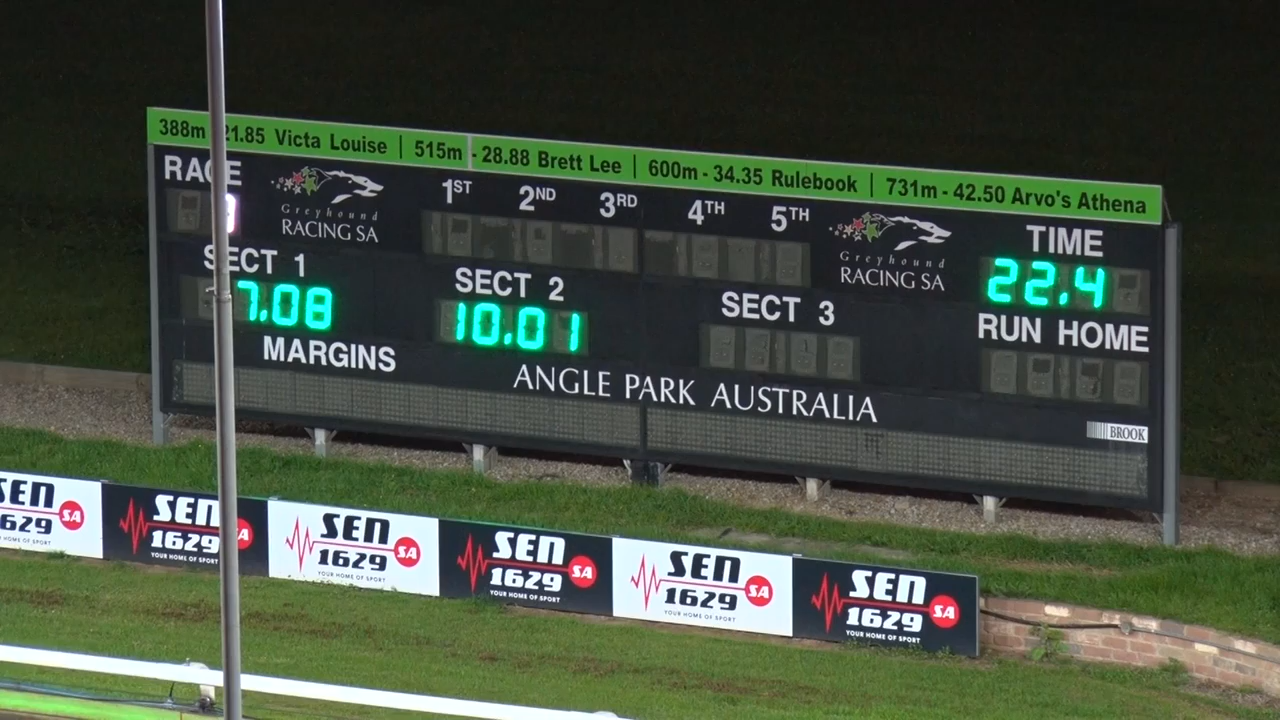 388m 21.85 Victa Louise | 515m - 28.88 Brett Lee | 600m - 34.35 Rulebook | 731m - 42.50 Arvo's Athena
RACE
Greyhound
RACING SA
1ST 2ND 3RD 4TH 5TH
Greyhound
RACING SA
TIME
22.4
SECT 1
7.08
SECT 2
10.01
SECT 3
RUN HOME
MARGINS
ANGLE PARK AUSTRALIA
BROOK
SEN
1629 SA
YOUR HOME OF SPORT
SEN
1629 SA
YOUR HOME OF SPORT
SEN
1629 SA
YOUR HOME OF SPORT
SEN
1629 SA
YOUR HOME OF SPORT
SEN
1629 SA
YOUR HOME OF SPORT
SEN
1629 SA
YOUR HOME OF SPORT